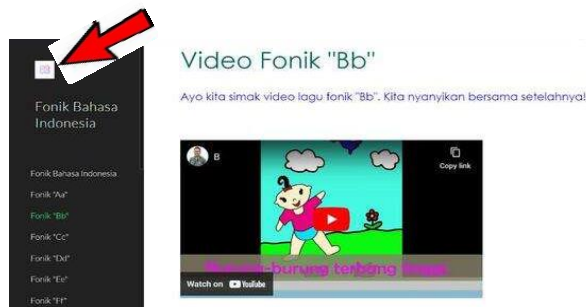 Fonik Bahasa
Indonesia
Fonik Bahasa Indonesia
Fonik "Aa"
Fonik "Bb"
Fonik "Cc"
Fonik "Dd"
Fonik "Ee"
Fonik "Ff"
Video Fonik "Bb"
Ayo kita simak video lagu fonik "Bb". Kita nyanyikan bersama setelahnya!
B
Copy link
Burung-burung terbang tinggi
Watch on YouTube